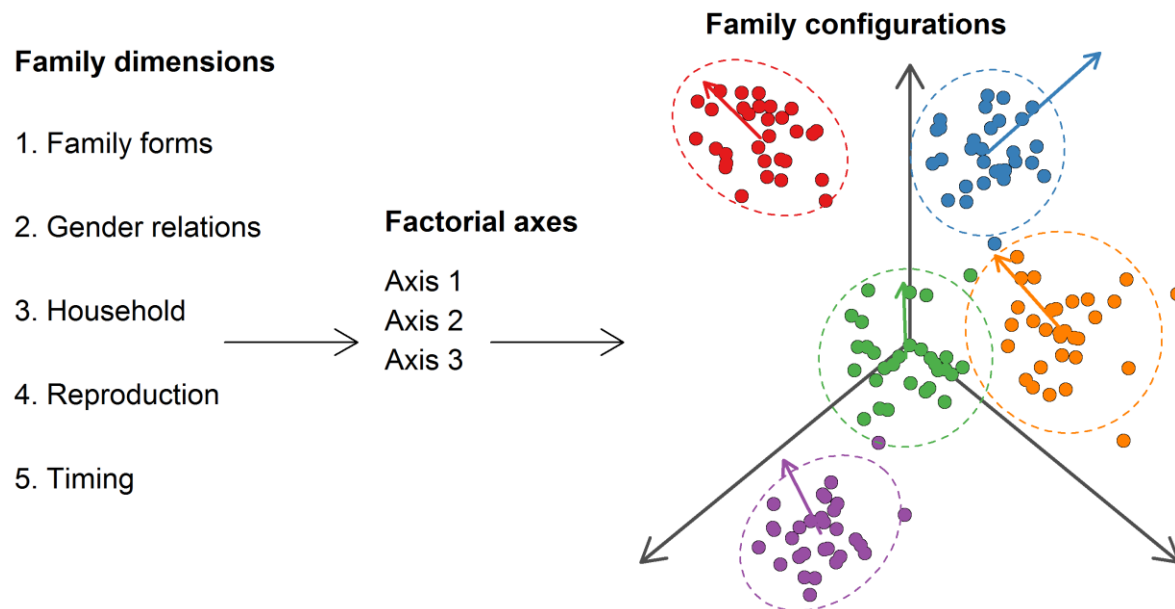 Family dimensions
1. Family forms
2. Gender relations
3. Household
4. Reproduction
5. Timing
Factorial axes
Axis 1
Axis 2
Axis 3
Family configurations